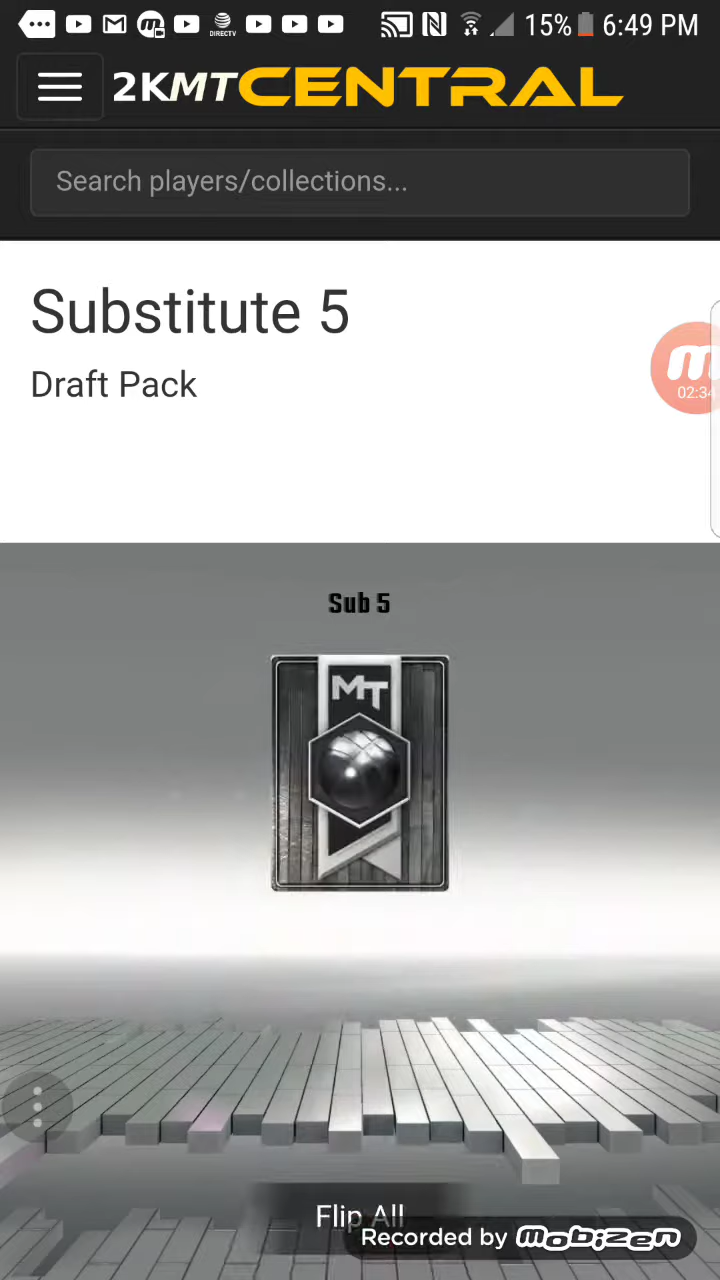 DIRECTV
15% 6:49 PM
2KMTCENTRAL
Search players/collections...
Substitute 5
Draft Pack
02:34
Sub 5
MT
Flip All
Recorded by mobizen